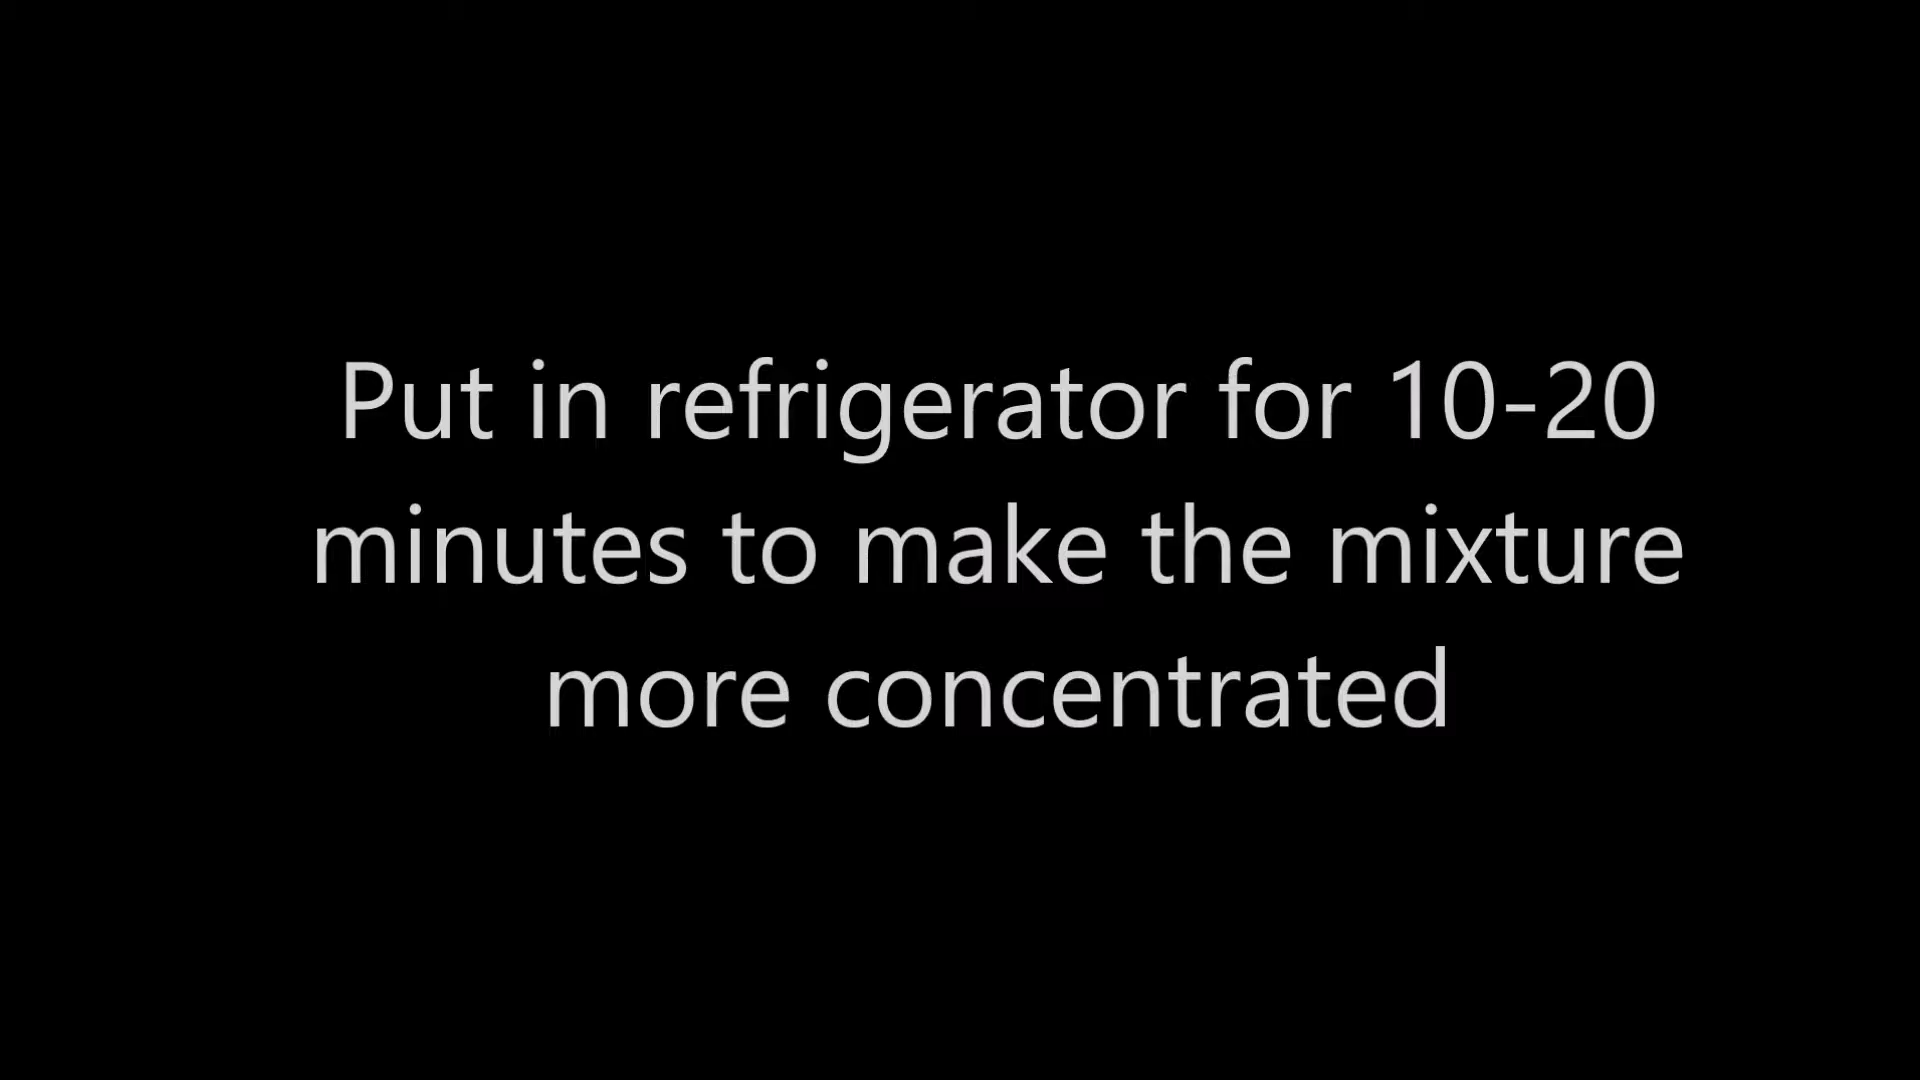 Put in refrigerator for 10-20
minutes to make the mixture
more concentrated